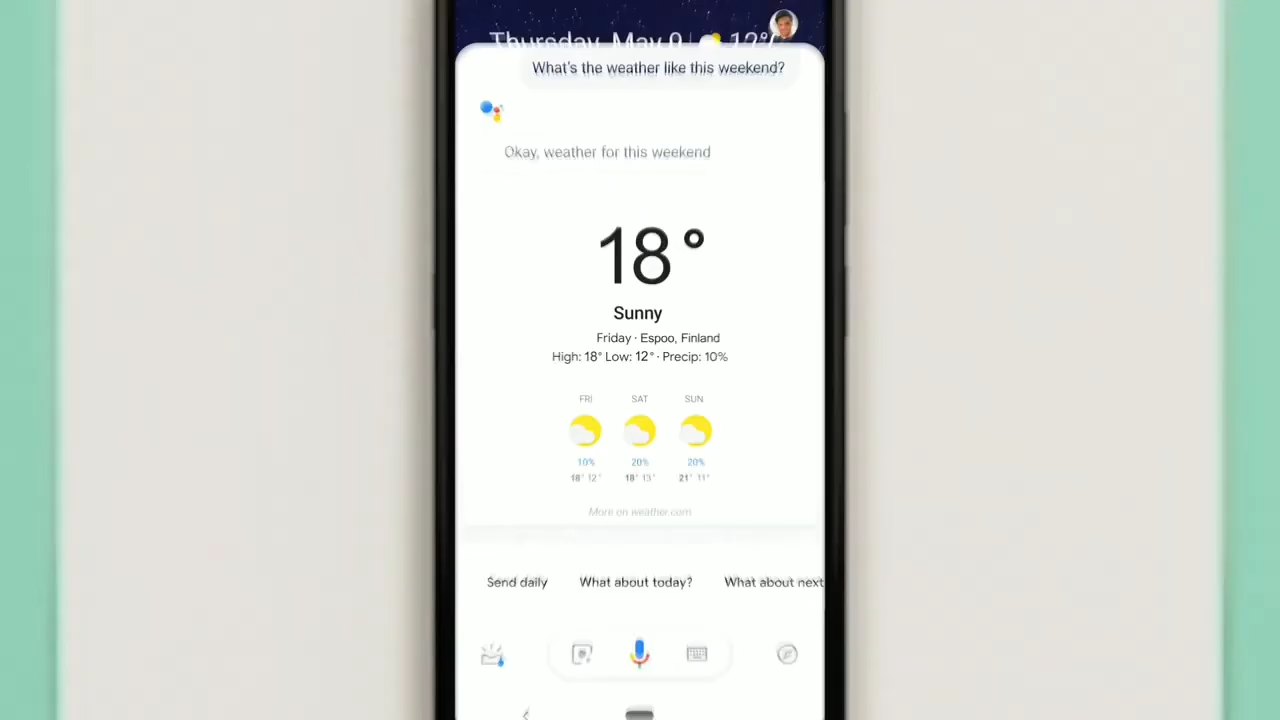 Thursday, May 9 | 12°C
What's the weather like this weekend?
Okay, weather for this weekend
18°
Sunny
Friday · Espoo, Finland
High: 18° Low: 12° · Precip: 10%
FRI SAT SUN
10% 20% 20%
18° 12° 18° 13° 21° 11°
More on weather.com
Send daily What about today? What about next